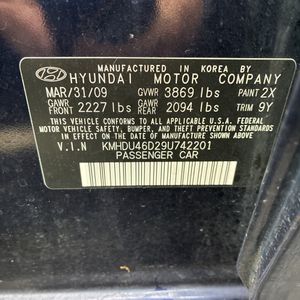 MANUFACTURED IN KOREA BY
HYUNDAI MOTOR COMPANY
MAR/31/09 GVWR 3869 lbs PAINT 2X
GAWR FRONT 2227 lbs GAWR REAR 2094 lbs TRIM 9Y
THIS VEHICLE CONFORMS TO ALL APPLICABLE
FEDERAL MOTOR VEHICLE SAFETY,
BUMPER, AND THEFT PREVENTION STANDARDS
IN EFFECT ON THE DATE OF MANUFACTURE
SHOWN ABOVE.
V.I.N KMHDU46D29U742201
PASSENGER CAR